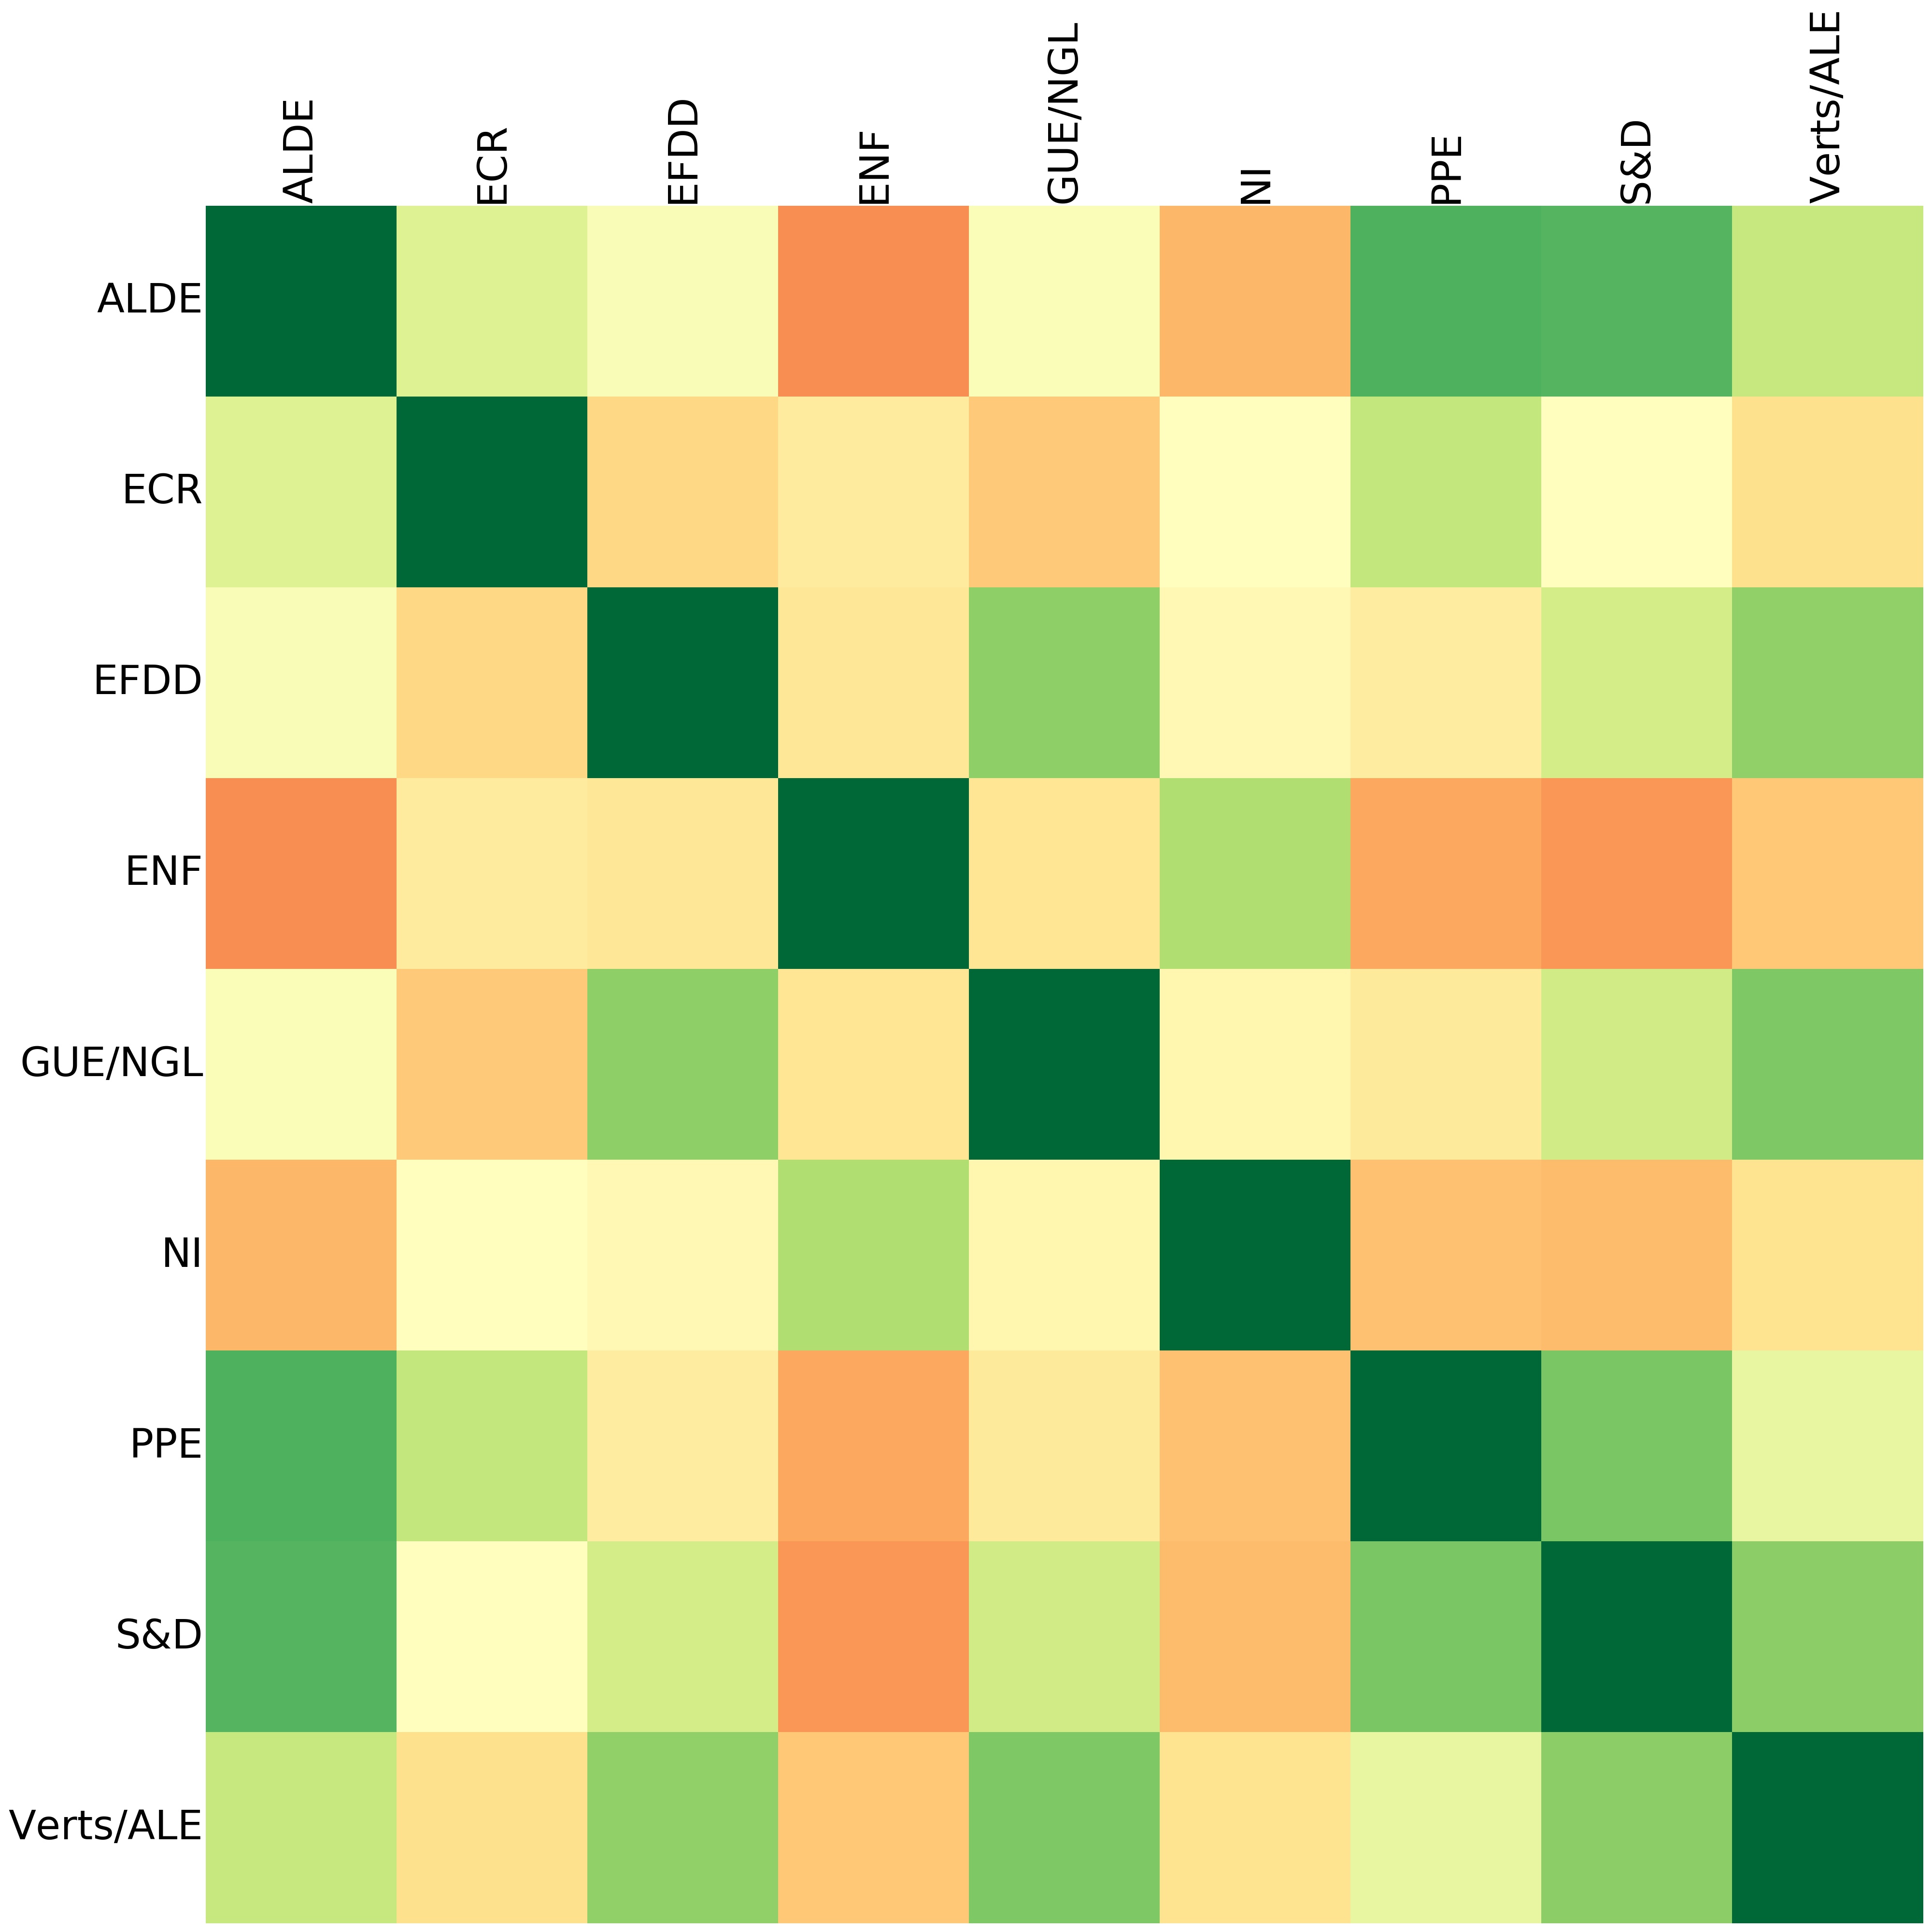 ALDE
ECR
EFDD
ENF
GUE/NGL
NI
PPE
S&D
Verts/ALE
ALDE
ECR
EFDD
ENF
GUE/NGL
NI
PPE
S&D
Verts/ALE